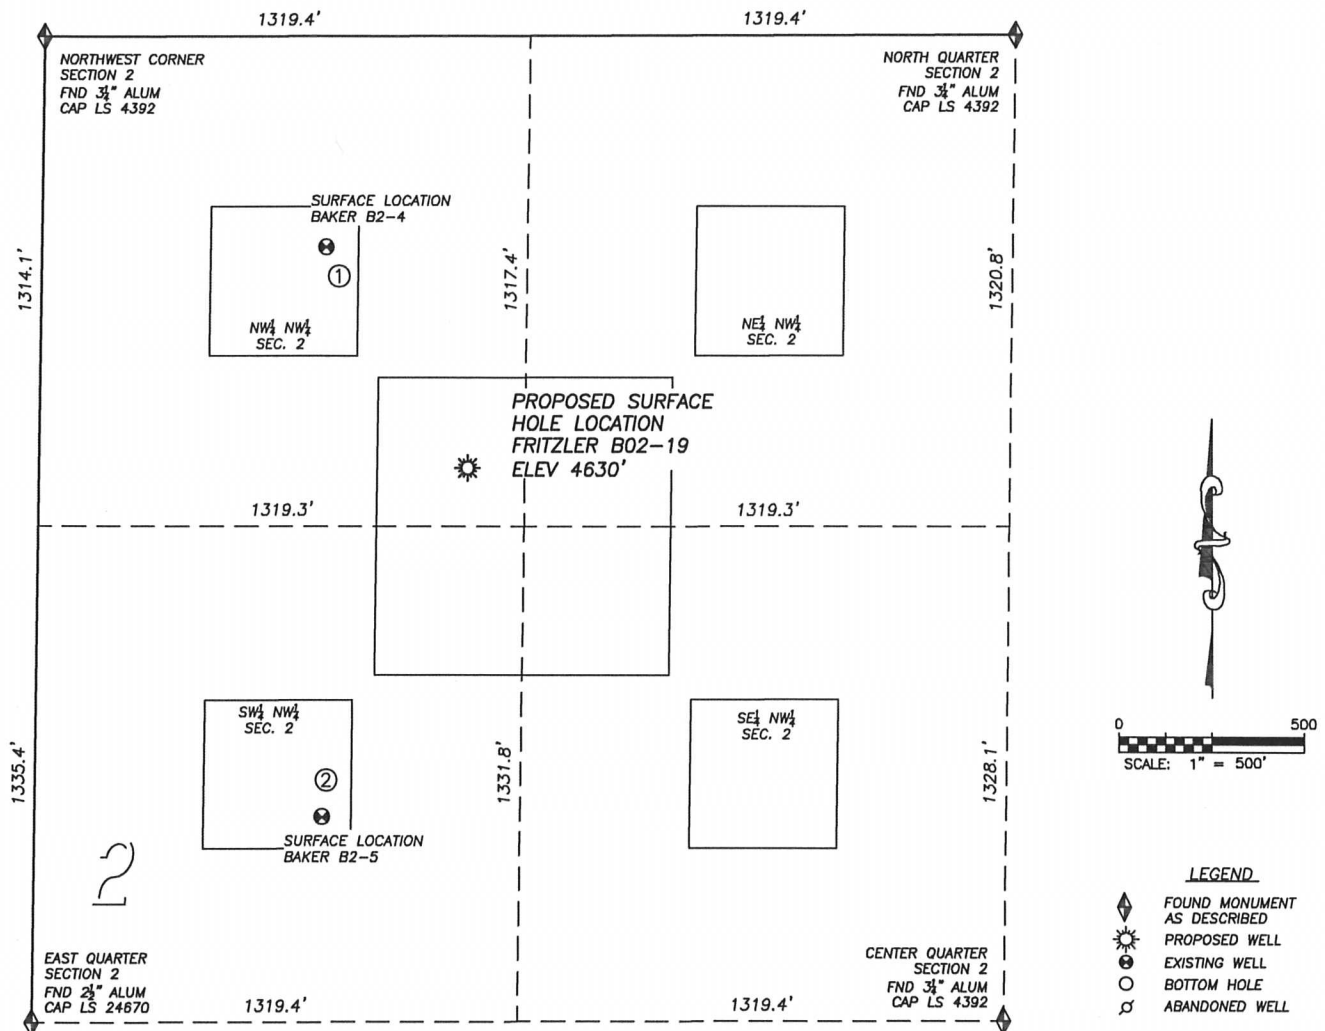 1319.4'
1319.4'
NORTHWEST CORNER
SECTION 2
FND 3¼" ALUM
CAP LS 4392
NORTH QUARTER
SECTION 2
FND 3¼" ALUM
CAP LS 4392
SURFACE LOCATION
BAKER B2-4
1
NW¼ NW¼
SEC. 2
1314.1'
1317.4'
NE¼ NW¼
SEC. 2
1320.8'
PROPOSED SURFACE
HOLE LOCATION
FRITZLER B02-19
ELEV 4630'
1319.3'
1319.3'
SW¼ NW¼
SEC. 2
2
SURFACE LOCATION
BAKER B2-5
1335.4'
1331.8'
SE¼ NW¼
SEC. 2
1328.1'
2
EAST QUARTER
SECTION 2
FND 2½" ALUM
CAP LS 24670
CENTER QUARTER
SECTION 2
FND 3¼" ALUM
CAP LS 4392
1319.4'
1319.4'
0 500
SCALE: 1" = 500'
LEGEND
FOUND MONUMENT
AS DESCRIBED
PROPOSED WELL
EXISTING WELL
BOTTOM HOLE
ABANDONED WELL